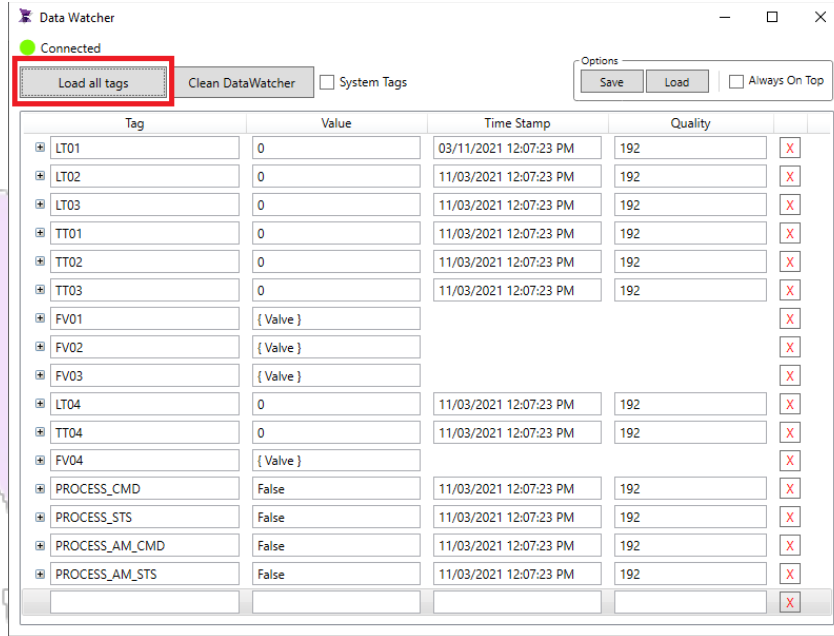 Data Watcher
Connected
Load all tags Clean DataWatcher System Tags Options Save Load Always On Top
Tag Value Time Stamp Quality
LT01 0 03/11/2021 12:07:23 PM 192 X
LT02 0 11/03/2021 12:07:23 PM 192 X
LT03 0 11/03/2021 12:07:23 PM 192 X
TT01 0 11/03/2021 12:07:23 PM 192 X
TT02 0 11/03/2021 12:07:23 PM 192 X
TT03 0 11/03/2021 12:07:23 PM 192 X
FV01 { Valve } X
FV02 { Valve } X
FV03 { Valve } X
LT04 0 11/03/2021 12:07:23 PM 192 X
TT04 0 11/03/2021 12:07:23 PM 192 X
FV04 { Valve } X
PROCESS_CMD False 11/03/2021 12:07:23 PM 192 X
PROCESS_STS False 11/03/2021 12:07:23 PM 192 X
PROCESS_AM_CMD False 11/03/2021 12:07:23 PM 192 X
PROCESS_AM_STS False 11/03/2021 12:07:23 PM 192 X
X